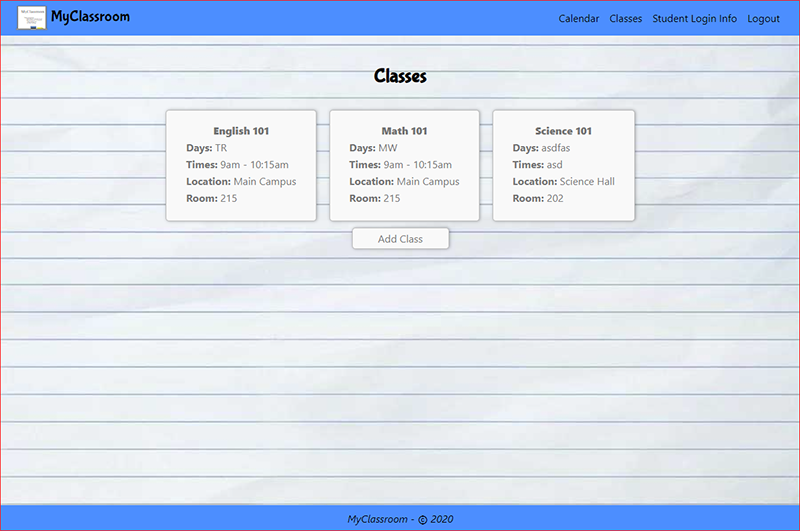 MyClassroom
Calendar Classes Student Login Info Logout
Classes
English 101
Days: TR
Times: 9am - 10:15am
Location: Main Campus
Room: 215
Math 101
Days: MW
Times: 9am - 10:15am
Location: Main Campus
Room: 215
Science 101
Days: asdfas
Times: asd
Location: Science Hall
Room: 202
Add Class
MyClassroom - © 2020